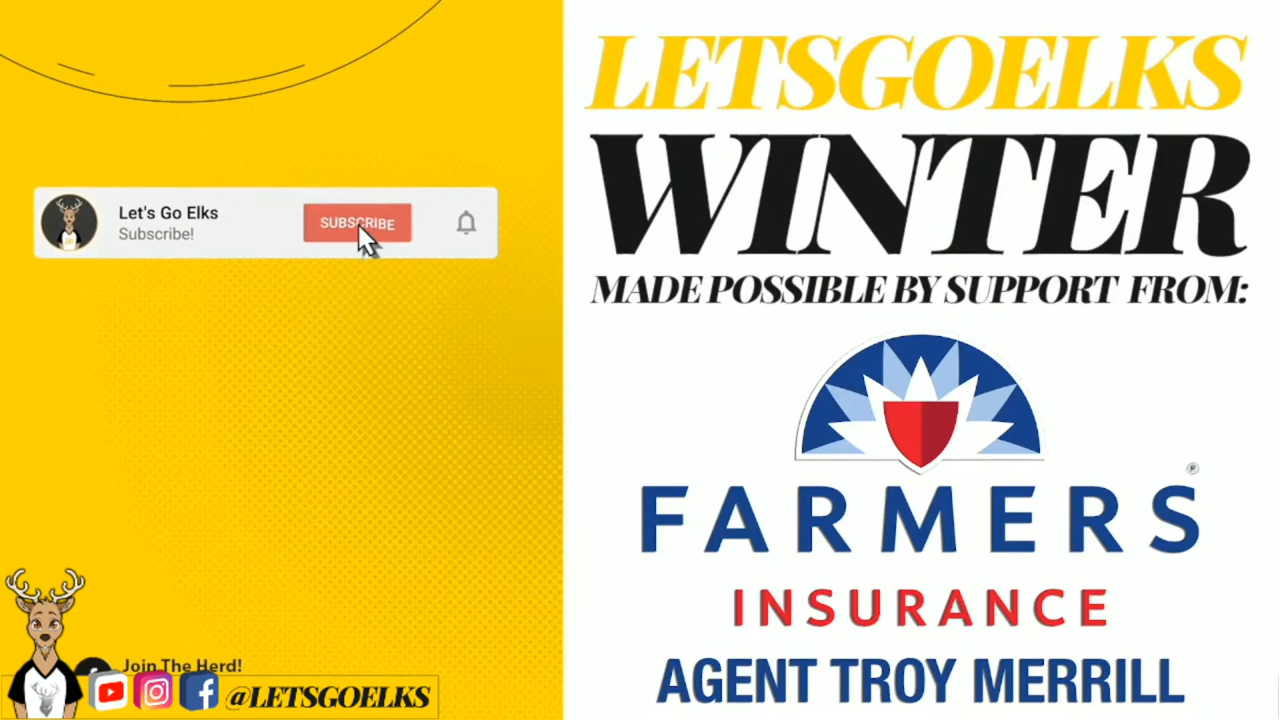 Let's Go Elks
Subscribe!
SUBSCRIBE
Join The Herd!
@LETSGOELKS
LETSGOELKS
WINTER
MADE POSSIBLE BY SUPPORT FROM:
FARMERS®
INSURANCE
AGENT TROY MERRILL